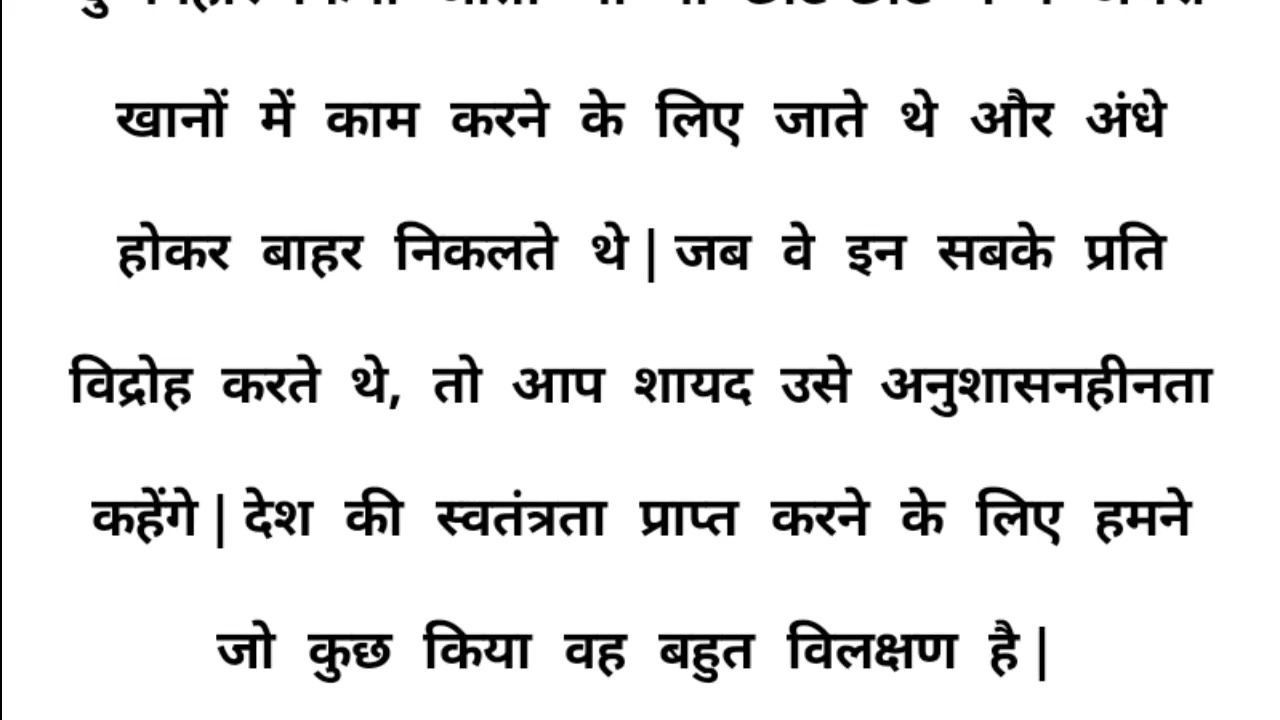 खानों में काम करने के लिए जाते थे और अंधे
होकर बाहर निकलते थे | जब वे इन सबके प्रति
विद्रोह करते थे, तो आप शायद उसे अनुशासनहीनता
कहेंगे | देश की स्वतंत्रता प्राप्त करने के लिए हमने
जो कुछ किया वह बहुत विलक्षण है |